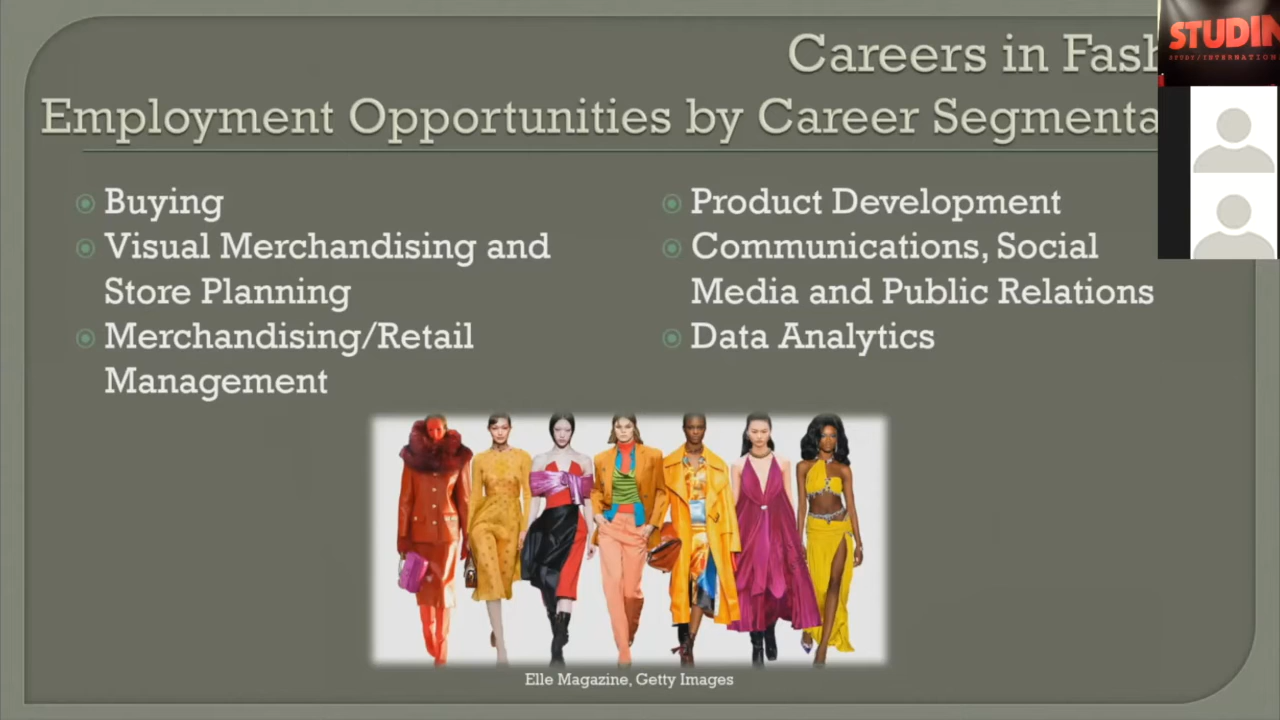 Careers in Fash
Employment Opportunities by Career Segmenta
Buying
Visual Merchandising and
Store Planning
Merchandising/Retail
Management
Product Development
Communications, Social
Media and Public Relations
Data Analytics
Elle Magazine, Getty Images
STUDIN